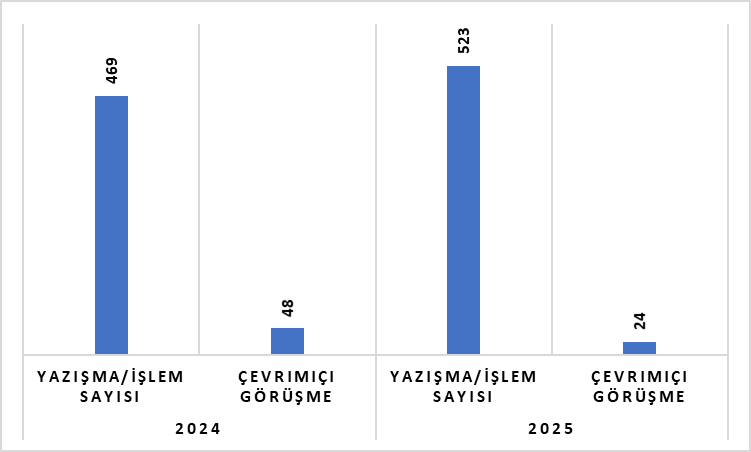 469
48
523
24
YAZIŞMA/İŞLEM
SAYISI
ÇEVRIMIÇI
GÖRÜŞME
YAZIŞMA/İŞLEM
SAYISI
ÇEVRIMIÇI
GÖRÜŞME
2024
2025